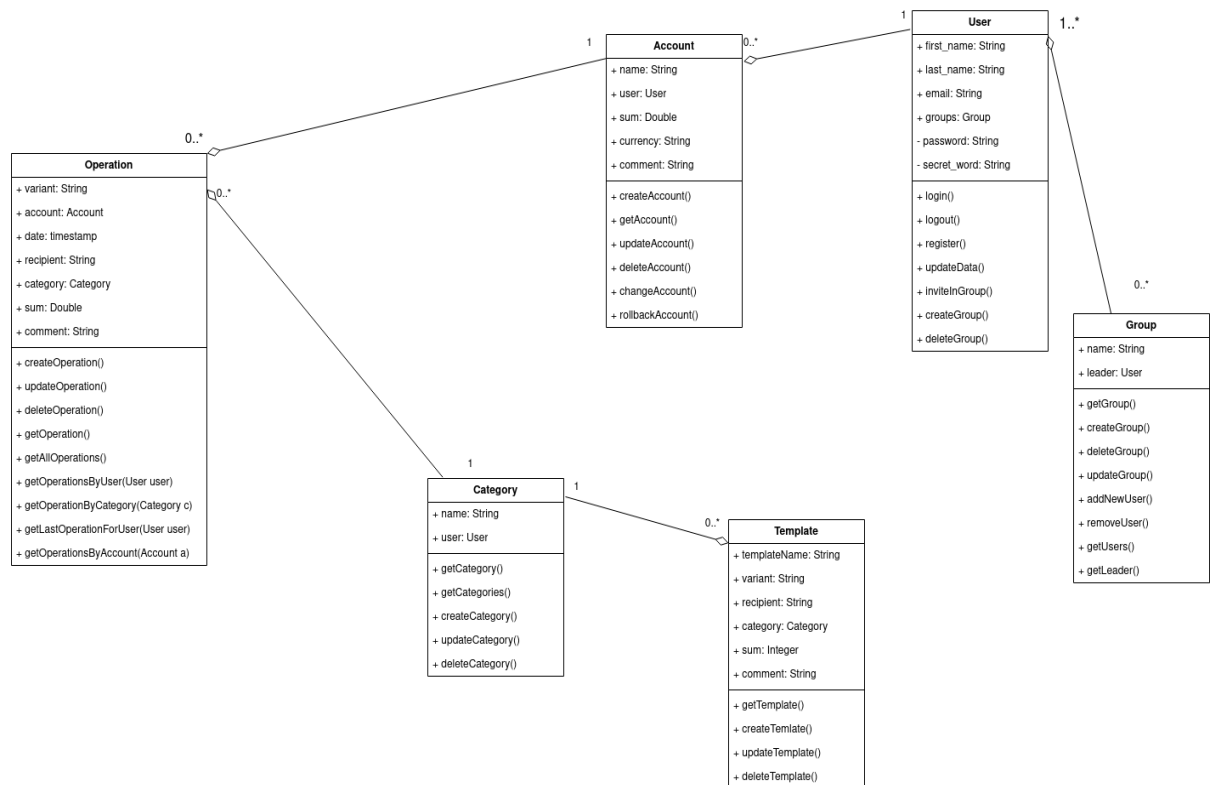 1
User
1..*
+ first_name: String
+ last_name: String
+ email: String
+ groups: Group
- password: String
- secret_word: String
+ login()
+ logout()
+ register()
+ updateData()
+ inviteInGroup()
+ createGroup()
+ deleteGroup()
1
Account
0..*
+ name: String
+ user: User
+ sum: Double
+ currency: String
+ comment: String
+ createAccount()
+ getAccount()
+ updateAccount()
+ deleteAccount()
+ changeAccount()
+ rollbackAccount()
0..*
Operation
0..*
+ variant: String
+ account: Account
+ date: timestamp
+ recipient: String
+ category: Category
+ sum: Double
+ comment: String
+ createOperation()
+ updateOperation()
+ deleteOperation()
+ getOperation()
+ getAllOperations()
+ getOperationsByUser(User user)
+ getOperationByCategory(Category c)
+ getLastOperationForUser(User user)
+ getOperationsByAccount(Account a)
0..*
Group
+ name: String
+ leader: User
+ getGroup()
+ createGroup()
+ deleteGroup()
+ updateGroup()
+ addNewUser()
+ removeUser()
+ getUsers()
+ getLeader()
1
Category
1
+ name: String
+ user: User
+ getCategory()
+ getCategories()
+ createCategory()
+ updateCategory()
+ deleteCategory()
0..*
Template
+ templateName: String
+ variant: String
+ recipient: String
+ category: Category
+ sum: Integer
+ comment: String
+ getTemplate()
+ createTemlate()
+ updateTemplate()
+ deleteTemplate()